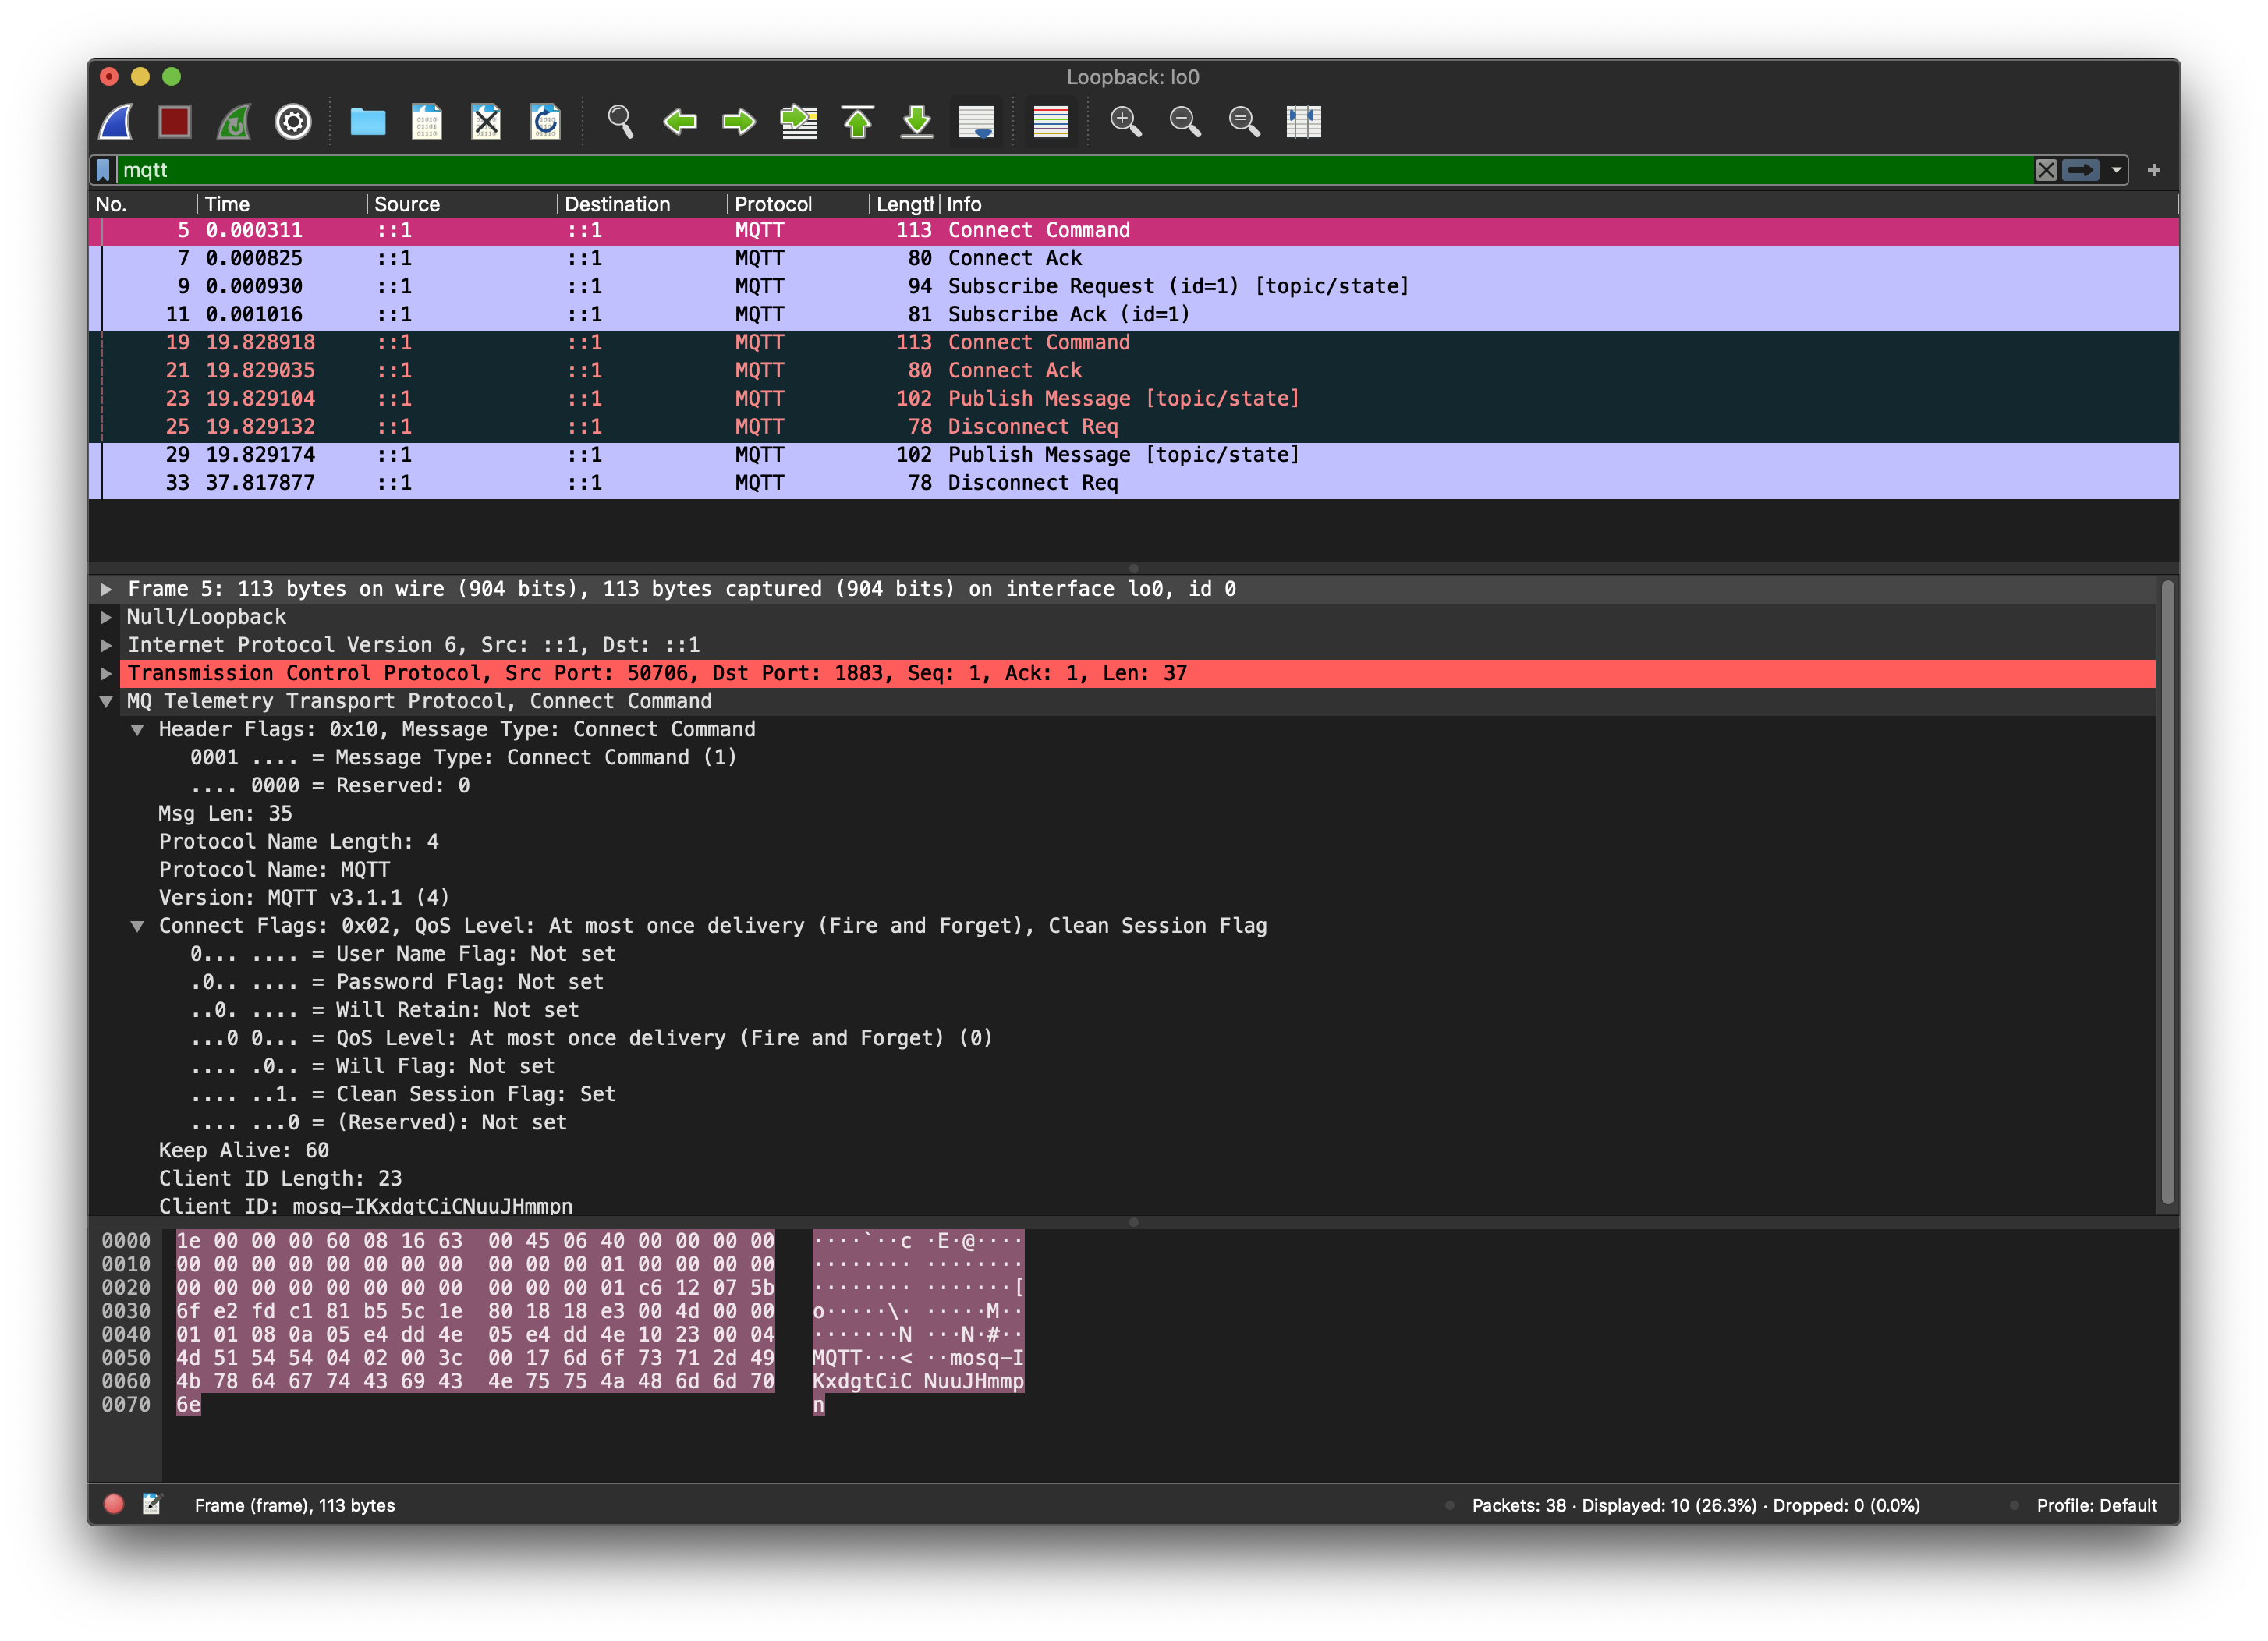 Loopback: lo0
mqtt
No. Time Source Destination Protocol Length Info
5 0.000311 ::1 ::1 MQTT 113 Connect Command
7 0.000825 ::1 ::1 MQTT 80 Connect Ack
9 0.000930 ::1 ::1 MQTT 94 Subscribe Request (id=1) [topic/state]
11 0.001016 ::1 ::1 MQTT 81 Subscribe Ack (id=1)
19 19.828918 ::1 ::1 MQTT 113 Connect Command
21 19.829035 ::1 ::1 MQTT 80 Connect Ack
23 19.829104 ::1 ::1 MQTT 102 Publish Message [topic/state]
25 19.829132 ::1 ::1 MQTT 78 Disconnect Req
29 19.829174 ::1 ::1 MQTT 102 Publish Message [topic/state]
33 37.817877 ::1 ::1 MQTT 78 Disconnect Req
Frame 5: 113 bytes on wire (904 bits), 113 bytes captured (904 bits) on interface lo0, id 0
Null/Loopback
Internet Protocol Version 6, Src: ::1, Dst: ::1
Transmission Control Protocol, Src Port: 50706, Dst Port: 1883, Seq: 1, Ack: 1, Len: 37
MQ Telemetry Transport Protocol, Connect Command
Header Flags: 0x10, Message Type: Connect Command
0001 .... = Message Type: Connect Command (1)
.... 0000 = Reserved: 0
Msg Len: 35
Protocol Name Length: 4
Protocol Name: MQTT
Version: MQTT v3.1.1 (4)
Connect Flags: 0x02, QoS Level: At most once delivery (Fire and Forget), Clean Session Flag
0... .... = User Name Flag: Not set
.0.. .... = Password Flag: Not set
..0. .... = Will Retain: Not set
...0 0... = QoS Level: At most once delivery (Fire and Forget) (0)
.... .0.. = Will Flag: Not set
.... ..1. = Clean Session Flag: Set
.... ...0 = (Reserved): Not set
Keep Alive: 60
Client ID Length: 23
Client ID: mosq-IKxdgtCiCNuuJHmmpn
0000 1e 00 00 00 60 08 16 63 00 45 06 40 00 00 00 00 ····`··c ·E·@····
0010 00 00 00 00 00 00 00 00 00 00 00 01 00 00 00 00 ········ ········
0020 00 00 00 00 00 00 00 00 00 00 00 01 c6 12 07 5b ········ ·······[
0030 6f e2 fd c1 81 b5 5c 1e 80 18 18 e3 00 4d 00 00 o·····\· ·····M··
0040 01 01 08 0a 05 e4 dd 4e 05 e4 dd 4e 10 23 00 04 ·······N ···N·#··
0050 4d 51 54 54 04 02 00 3c 00 17 6d 6f 73 71 2d 49 MQTT···< ··mosq-I
0060 4b 78 64 67 74 43 69 43 4e 75 75 4a 48 6d 6d 70 KxdgtCiC NuuJHmmp
0070 6e n
Frame (frame), 113 bytes
Packets: 38 · Displayed: 10 (26.3%) · Dropped: 0 (0.0%)
Profile: Default